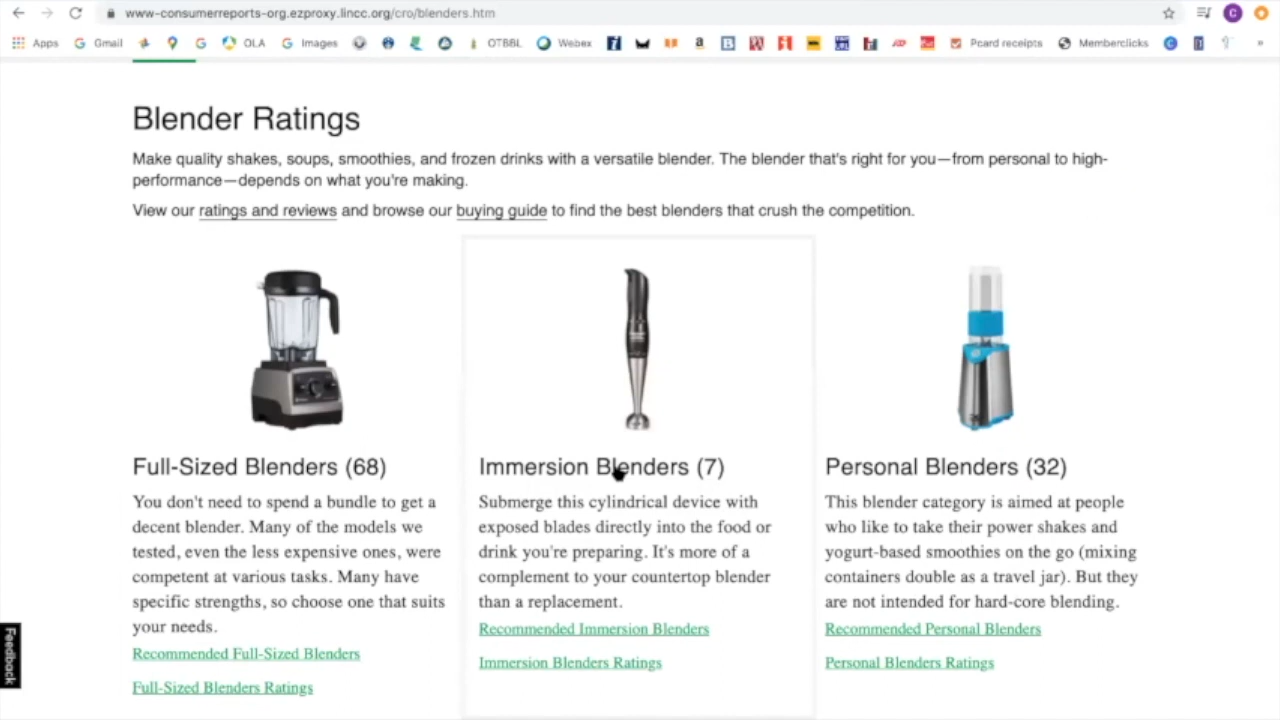 www-consumerreports-org.ezproxy.lincc.org/cro/blenders.htm
Apps Gmail OLA Images OTBBL Webex Pcard receipts Memberclicks »
Blender Ratings
Make quality shakes, soups, smoothies, and frozen drinks with a versatile blender. The blender that's right for you—from personal to high-
performance—depends on what you're making.
View our ratings and reviews and browse our buying guide to find the best blenders that crush the competition.
Full-Sized Blenders (68)
You don't need to spend a bundle to get a
decent blender. Many of the models we
tested, even the less expensive ones, were
competent at various tasks. Many have
specific strengths, so choose one that suits
your needs.
Recommended Full-Sized Blenders
Full-Sized Blenders Ratings
Immersion Blenders (7)
Submerge this cylindrical device with
exposed blades directly into the food or
drink you're preparing. It's more of a
complement to your countertop blender
than a replacement.
Recommended Immersion Blenders
Immersion Blenders Ratings
Personal Blenders (32)
This blender category is aimed at people
who like to take their power shakes and
yogurt-based smoothies on the go (mixing
containers double as a travel jar). But they
are not intended for hard-core blending.
Recommended Personal Blenders
Personal Blenders Ratings
Feedback